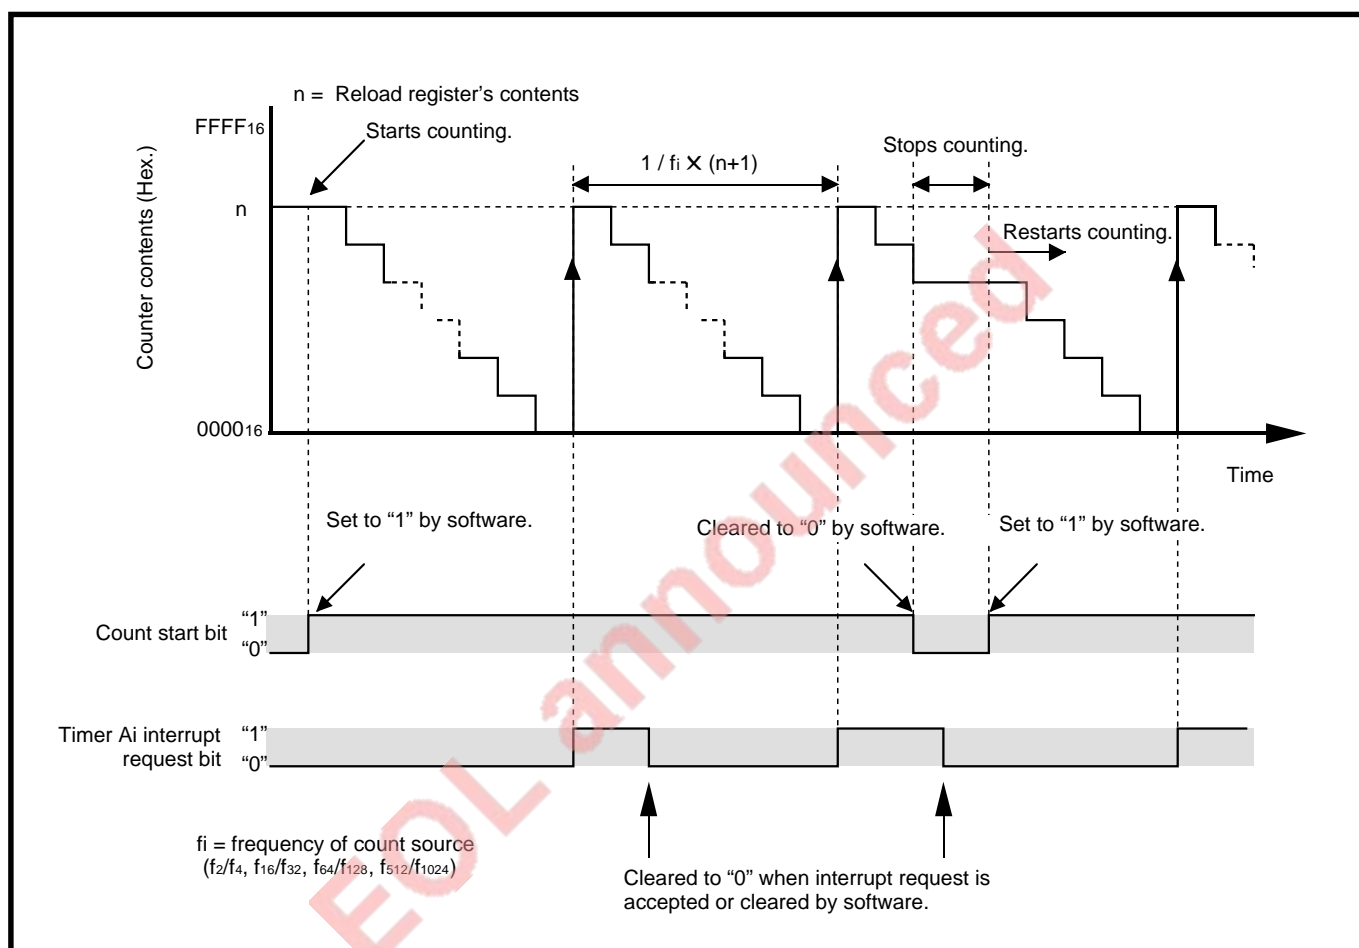 n = Reload register's contents
FFFF16
Starts counting.
Stops counting.
1 / fi × (n+1)
n
Restarts counting.
Counter contents (Hex.)
000016
Time
Set to “1” by software.
Cleared to “0” by software.
Set to “1” by software.
Count start bit
“1”
“0”
Timer Ai interrupt
request bit
“1”
“0”
fi = frequency of count source
(f2/f4, f16/f32, f64/f128, f512/f1024)
Cleared to “0” when interrupt request is
accepted or cleared by software.
EOL announced